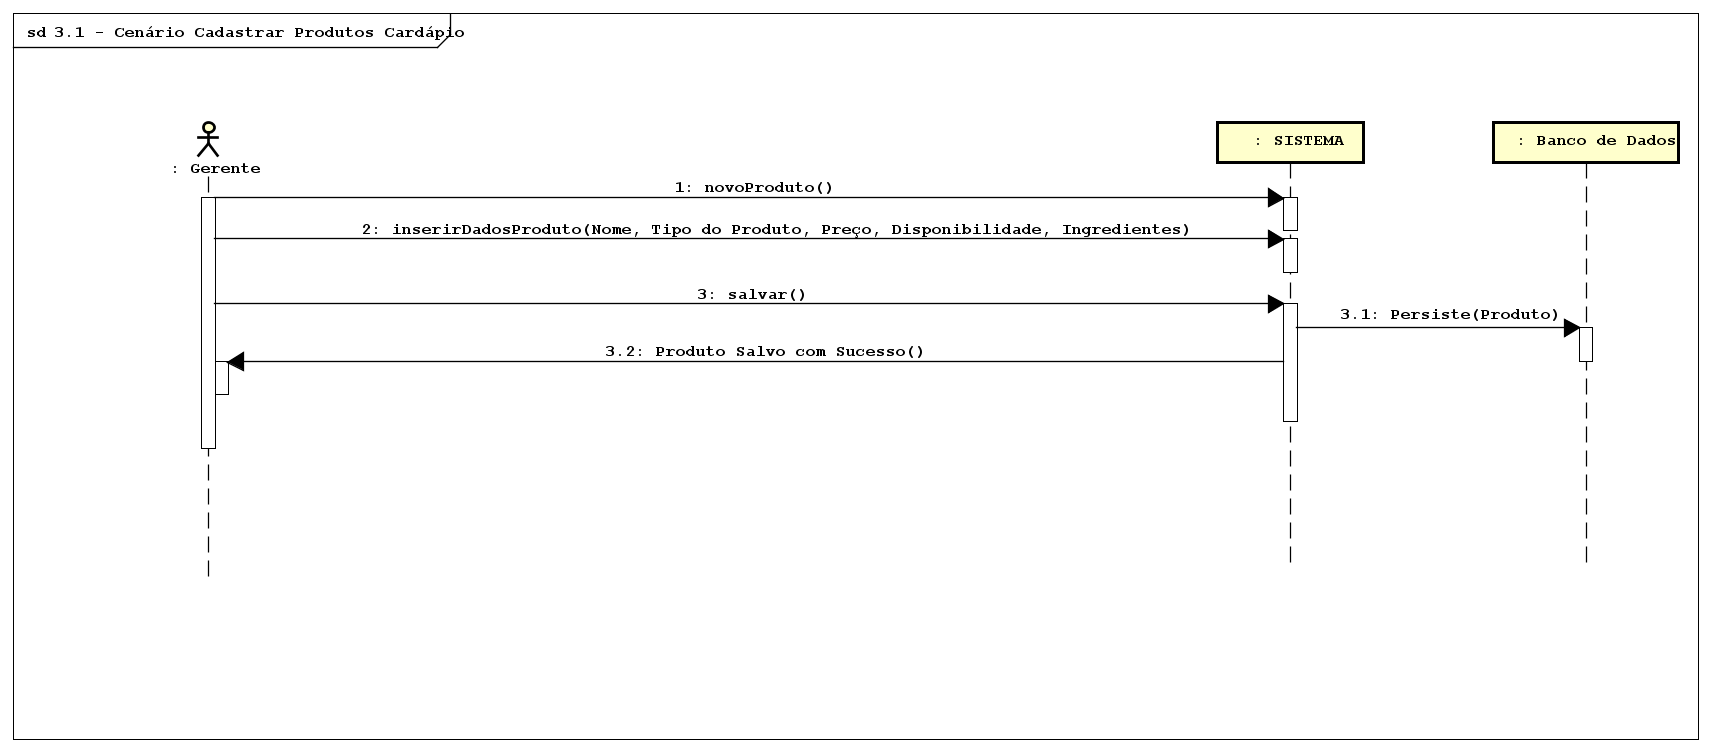 sd 3.1 - Cenário Cadastrar Produtos Cardápio
: Gerente
: SISTEMA
: Banco de Dados
1: novoProduto()
2: inserirDadosProduto(Nome, Tipo do Produto, Preço, Disponibilidade, Ingredientes)
3: salvar()
3.1: Persiste(Produto)
3.2: Produto Salvo com Sucesso()